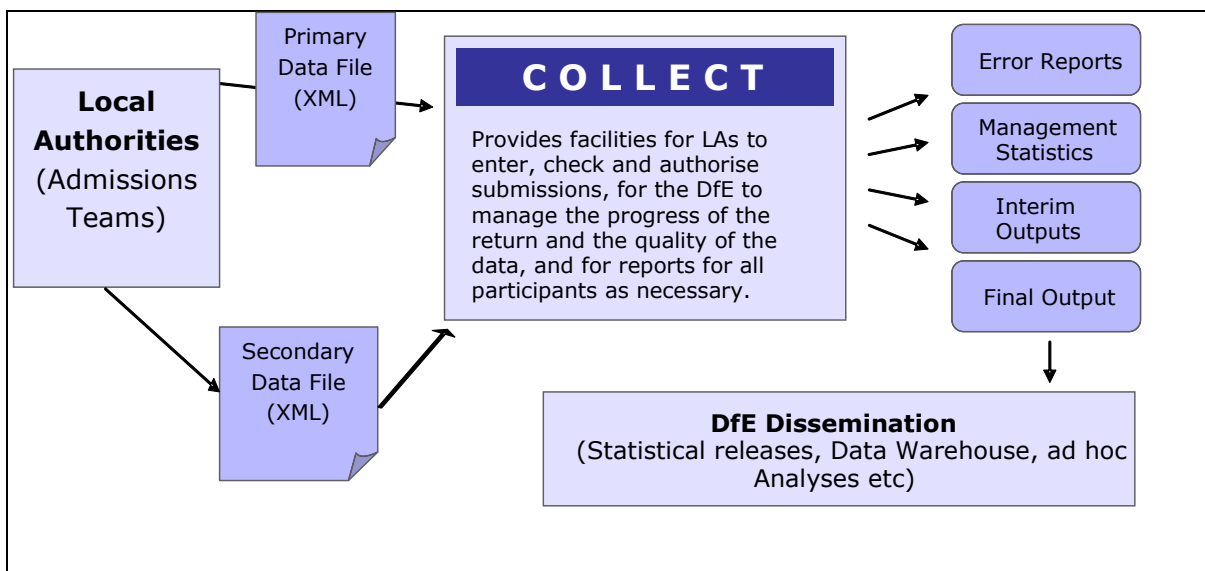 Local
Authorities
(Admissions
Teams)
Primary
Data File
(XML)
Secondary
Data File
(XML)
C O L L E C T
Provides facilities for LAs to
enter, check and authorise
submissions, for the DfE to
manage the progress of the
return and the quality of the
data, and for reports for all
participants as necessary.
Error Reports
Management
Statistics
Interim
Outputs
Final Output
DfE Dissemination
(Statistical releases, Data Warehouse, ad hoc
Analyses etc)